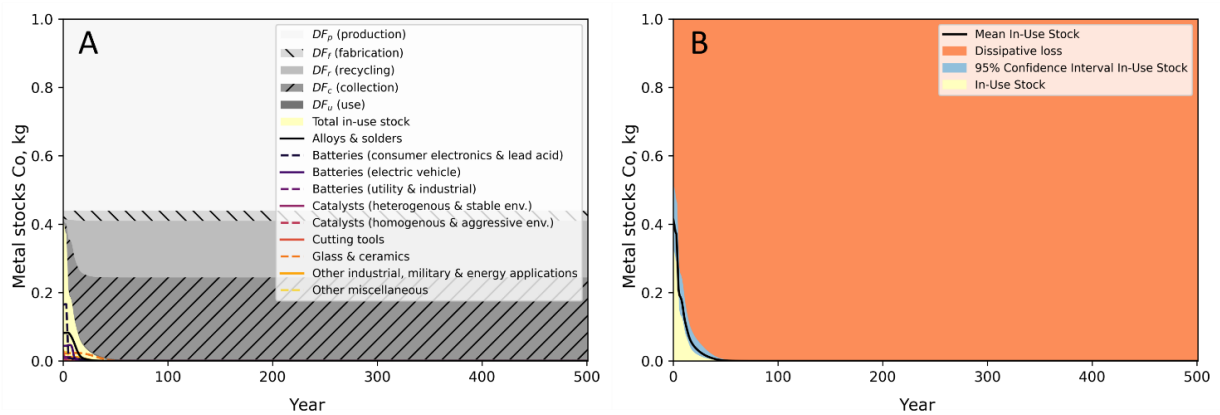 A
Metal stocks Co, kg
1.0
0.8
0.6
0.4
0.2
0.0
DFp (production)
DFf (fabrication)
DFr (recycling)
DFc (collection)
DFu (use)
Total in-use stock
Alloys & solders
Batteries (consumer electronics & lead acid)
Batteries (electric vehicle)
Batteries (utility & industrial)
Catalysts (heterogenous & stable env.)
Catalysts (homogenous & aggressive env.)
Cutting tools
Glass & ceramics
Other industrial, military & energy applications
Other miscellaneous
0 100 200 300 400 500
Year
B
Metal stocks Co, kg
1.0
0.8
0.6
0.4
0.2
0.0
Mean In-Use Stock
Dissipative loss
95% Confidence Interval In-Use Stock
In-Use Stock
0 100 200 300 400 500
Year